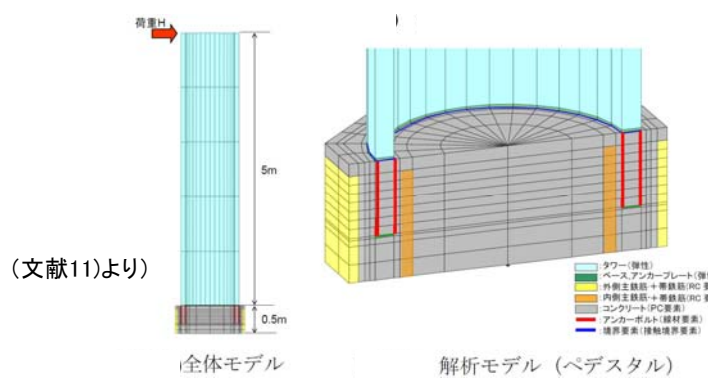 荷重H
5m
(文献11)より)
0.5m
)全体モデル
)
:タワー(弾性)
:ベース,アンカープレート(弾
:外側主鉄筋+帯鉄筋(RC 要
:内側主鉄筋+帯鉄筋(RC 要
:コンクリート(PC要素)
:アンカーボルト(線材要素)
:境界要素(接触境界要素)
解析モデル(ペデスタル)